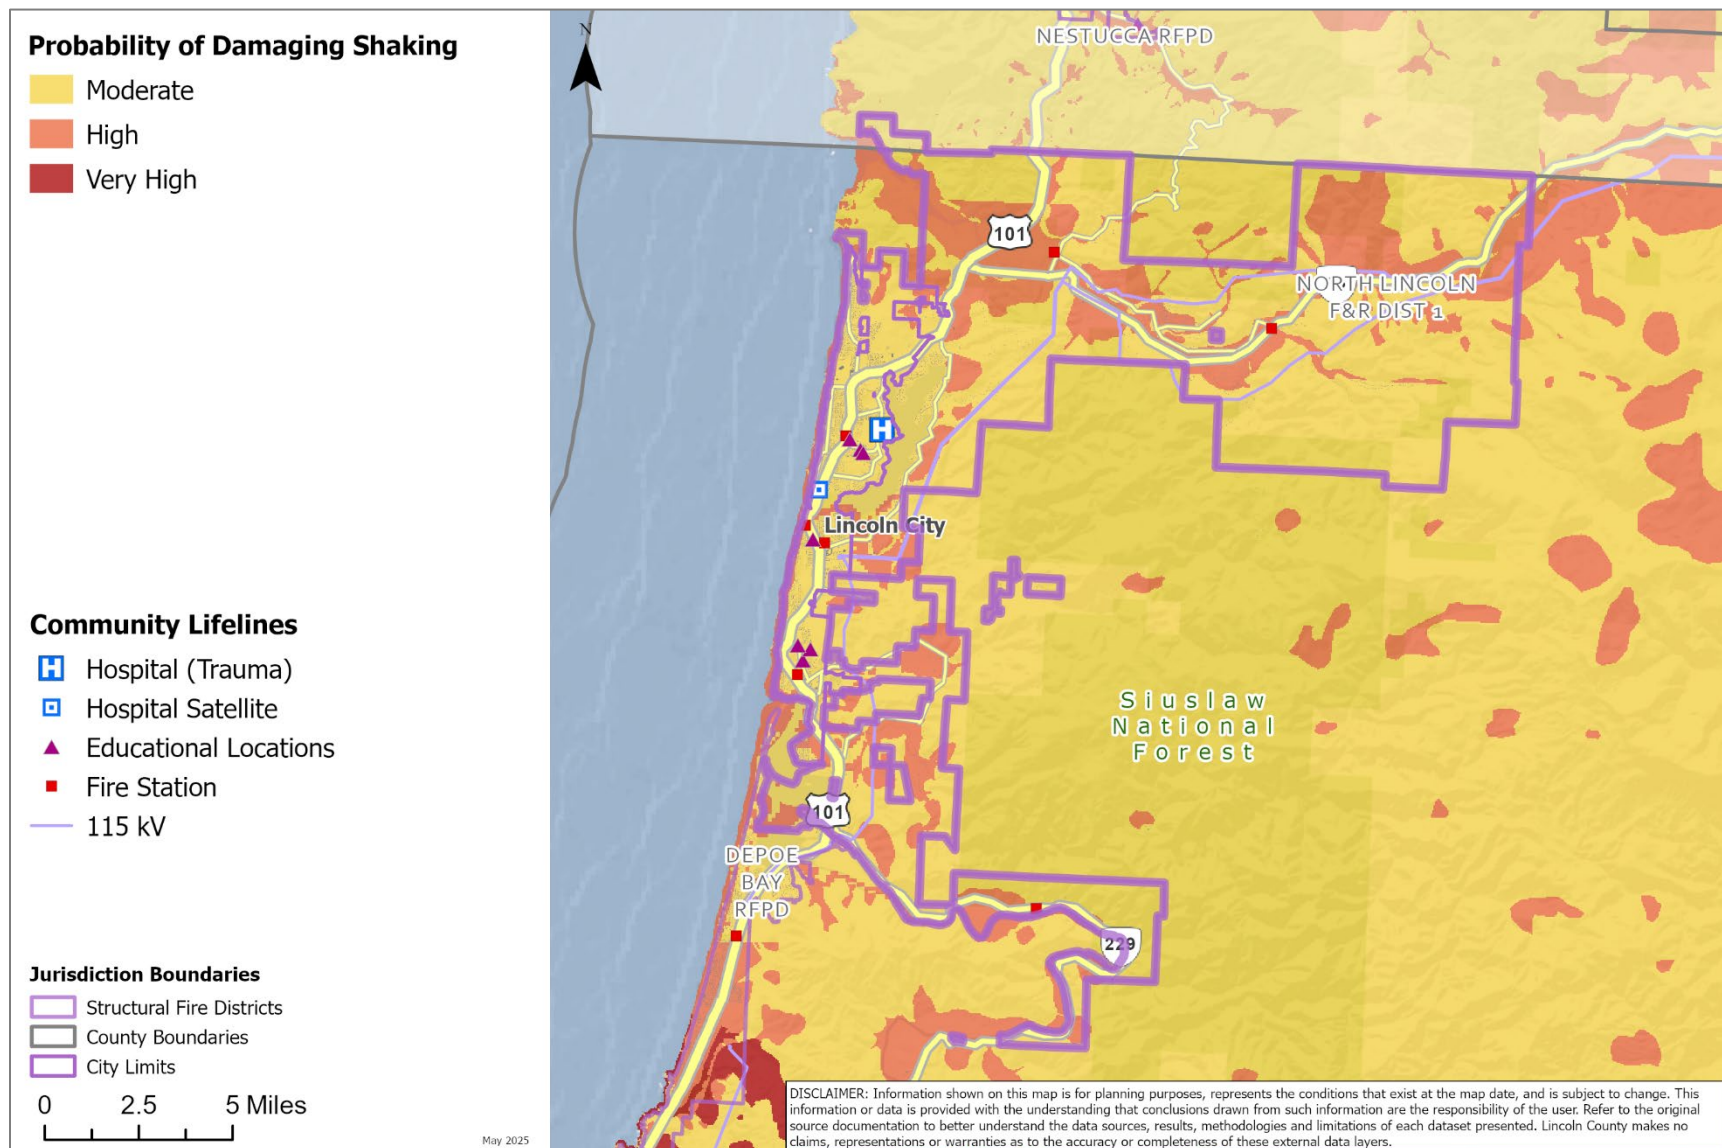 Probability of Damaging Shaking
Moderate
High
Very High
Community Lifelines
H
Hospital (Trauma)
Hospital Satellite
Educational Locations
Fire Station
115 kV
Jurisdiction Boundaries
Structural Fire Districts
County Boundaries
City Limits
0 2.5 5 Miles
May 2025
N
NESTUCCA RFPD
101
NORTH LINCOLN
F&R DIST 1
H
Lincoln City
Siuslaw
National
Forest
101
DEPOE
BAY
RFPD
229
DISCLAIMER: Information shown on this map is for planning purposes, represents the conditions that exist at the map date, and is subject to change. This
information or data is provided with the understanding that conclusions drawn from such information are the responsibility of the user. Refer to the original
source documentation to better understand the data sources, results, methodologies and limitations of each dataset presented. Lincoln County makes no
claims, representations or warranties as to the accuracy or completeness of these external data layers.